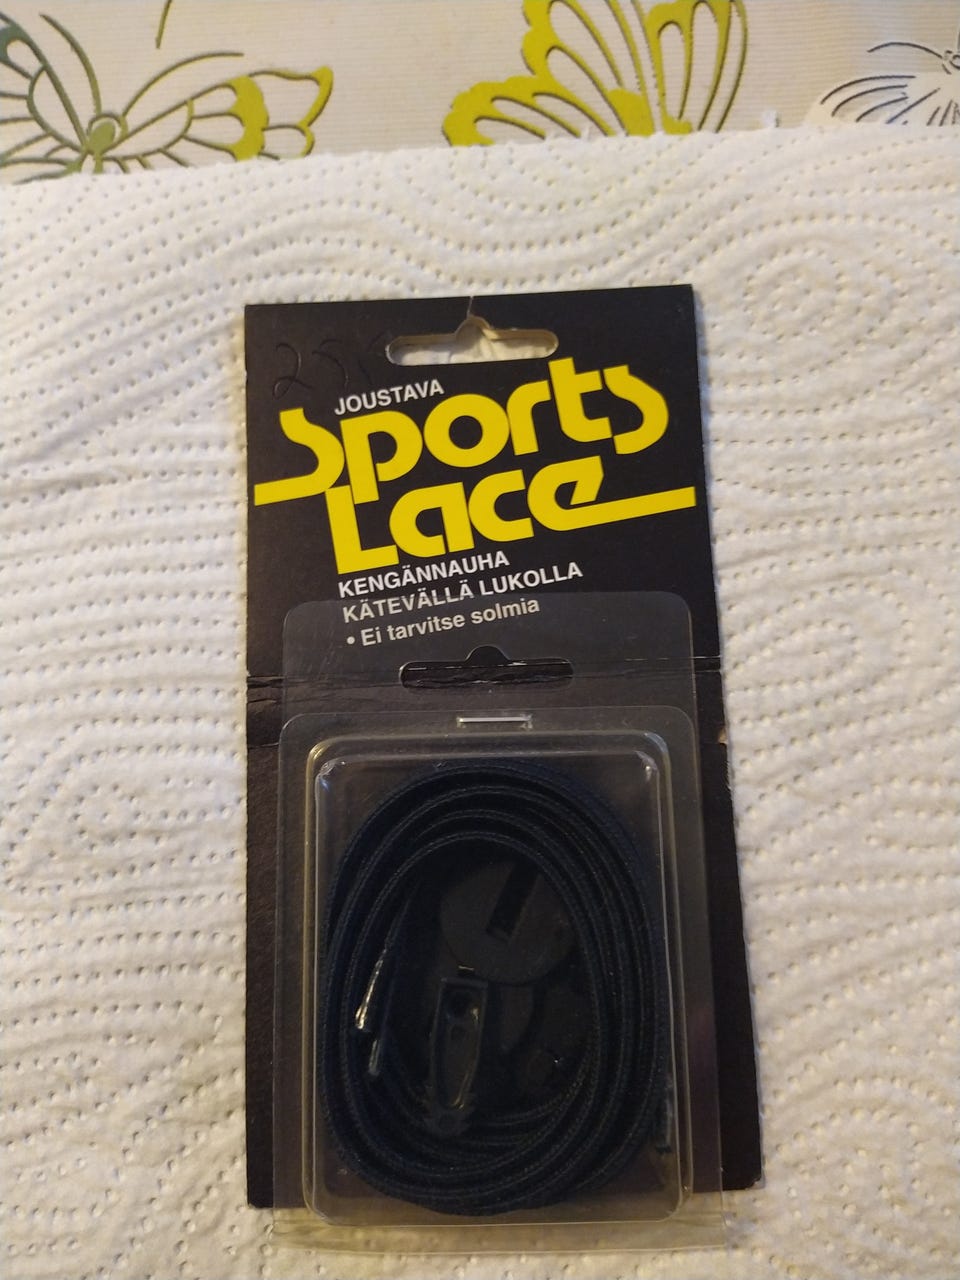 JOUSTAVA
Sports
Lace
KENGÄNNAUHA
KÄTEVÄLLÄ LUKOLLA
• Ei tarvitse solmia